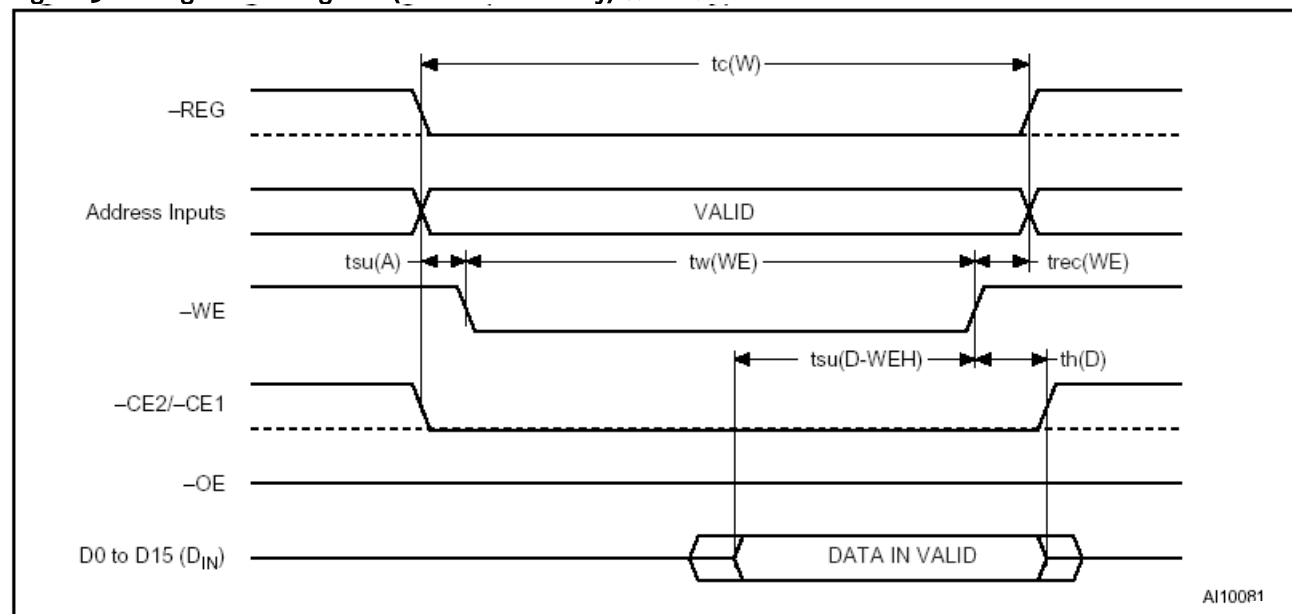 tc(W)
–REG
Address Inputs
VALID
tsu(A)
tw(WE)
trec(WE)
–WE
tsu(D-WEH)
th(D)
–CE2/–CE1
–OE
D0 to D15 (DIN)
DATA IN VALID
AI10081